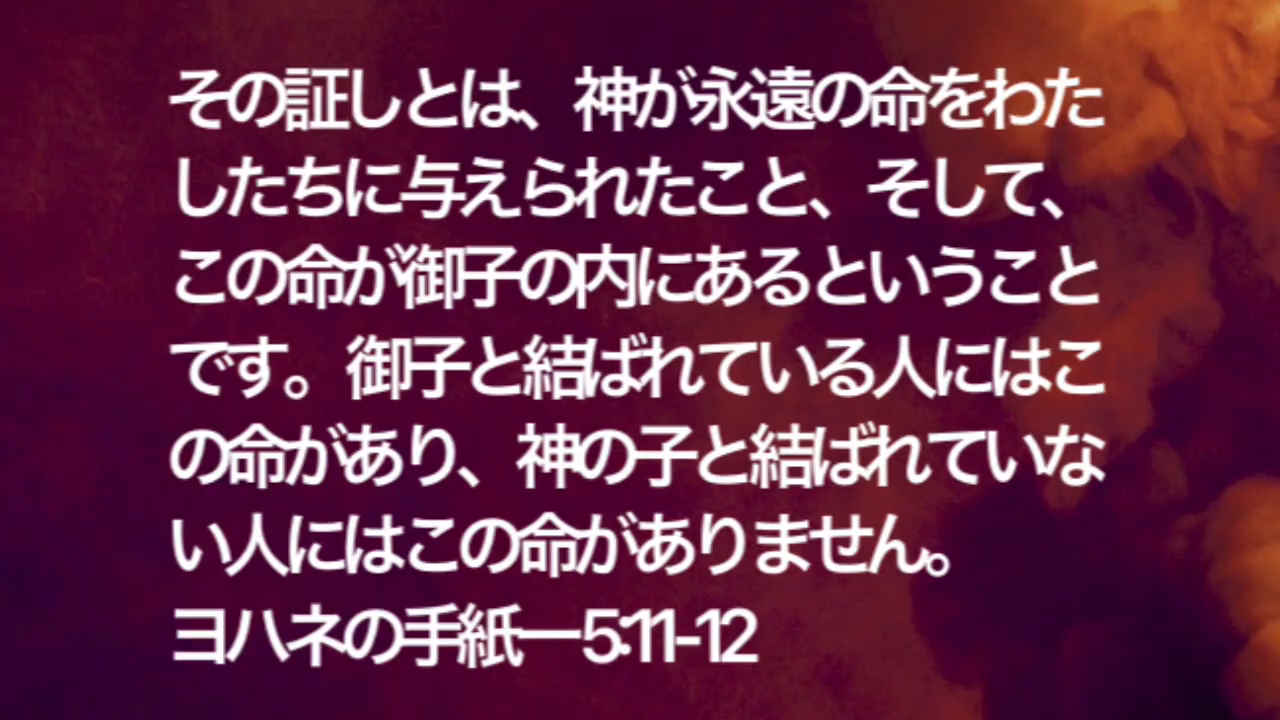 その証しとは、神が永遠の命をわた
したちに与えられたこと、そして、
この命が御子の内にあるということ
です。御子と結ばれている人にはこ
の命があり、神の子と結ばれていな
い人にはこの命がありません。
ヨハネの手紙一 5:11-12